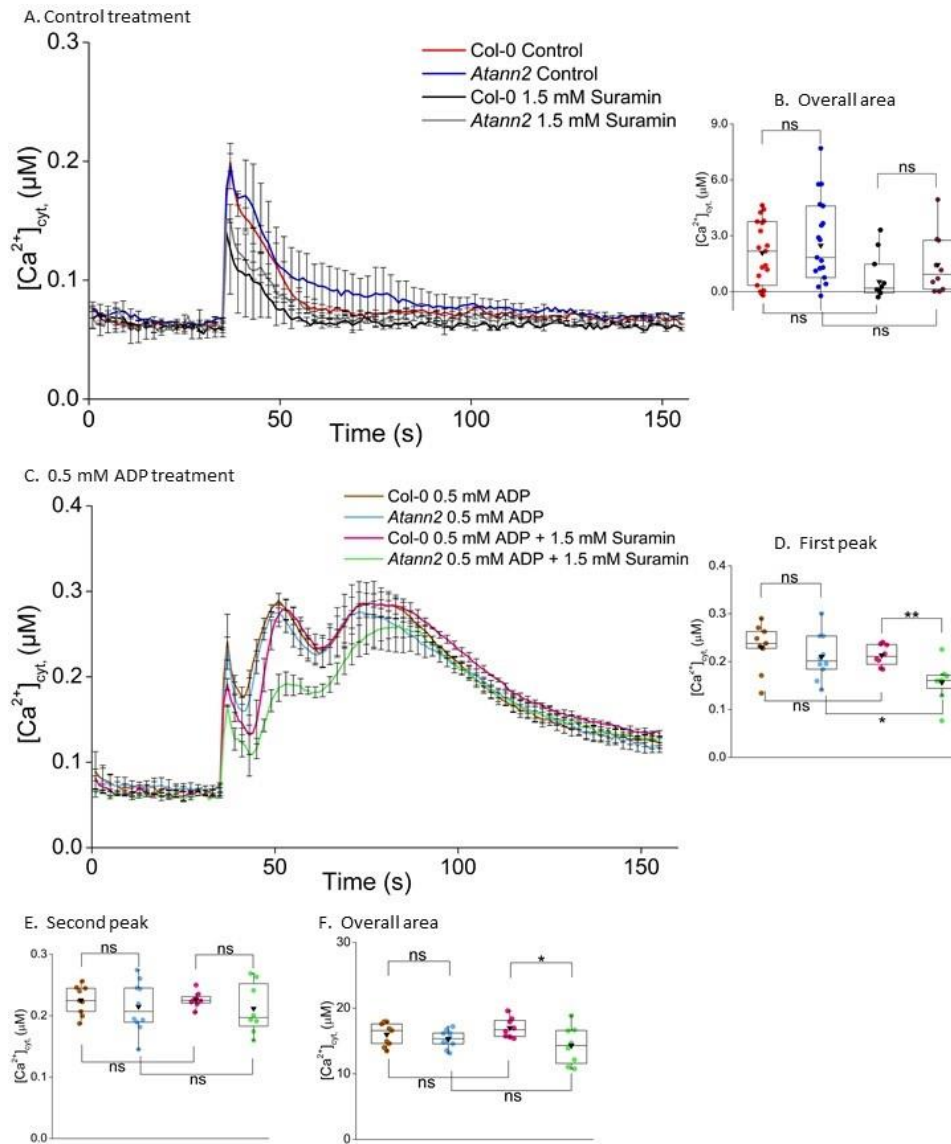 A. Control treatment
0.3
0.2
0.1
0.0
[Ca2+]cyt, (µM)
0 50 100 150
Time (s)
Col-0 Control
Atann2 Control
Col-0 1.5 mM Suramin
Atann2 1.5 mM Suramin
B. Overall area
9.0
6.0
3.0
0.0
[Ca2+]cyt, (µM)
ns
ns
ns
ns
C. 0.5 mM ADP treatment
0.4
0.3
0.2
0.1
0.0
[Ca2+]cyt, (µM)
0 50 100 150
Time (s)
Col-0 0.5 mM ADP
Atann2 0.5 mM ADP
Col-0 0.5 mM ADP + 1.5 mM Suramin
Atann2 0.5 mM ADP + 1.5 mM Suramin
D. First peak
0.4
0.3
0.2
0.1
0.0
[Ca2+]cyt, (µM)
ns
**
ns
*
E. Second peak
0.3
0.2
0.1
0.0
[Ca2+]cyt, (µM)
ns
ns
ns
ns
F. Overall area
30
20
10
0
[Ca2+]cyt, (µM)
ns
*
ns
ns